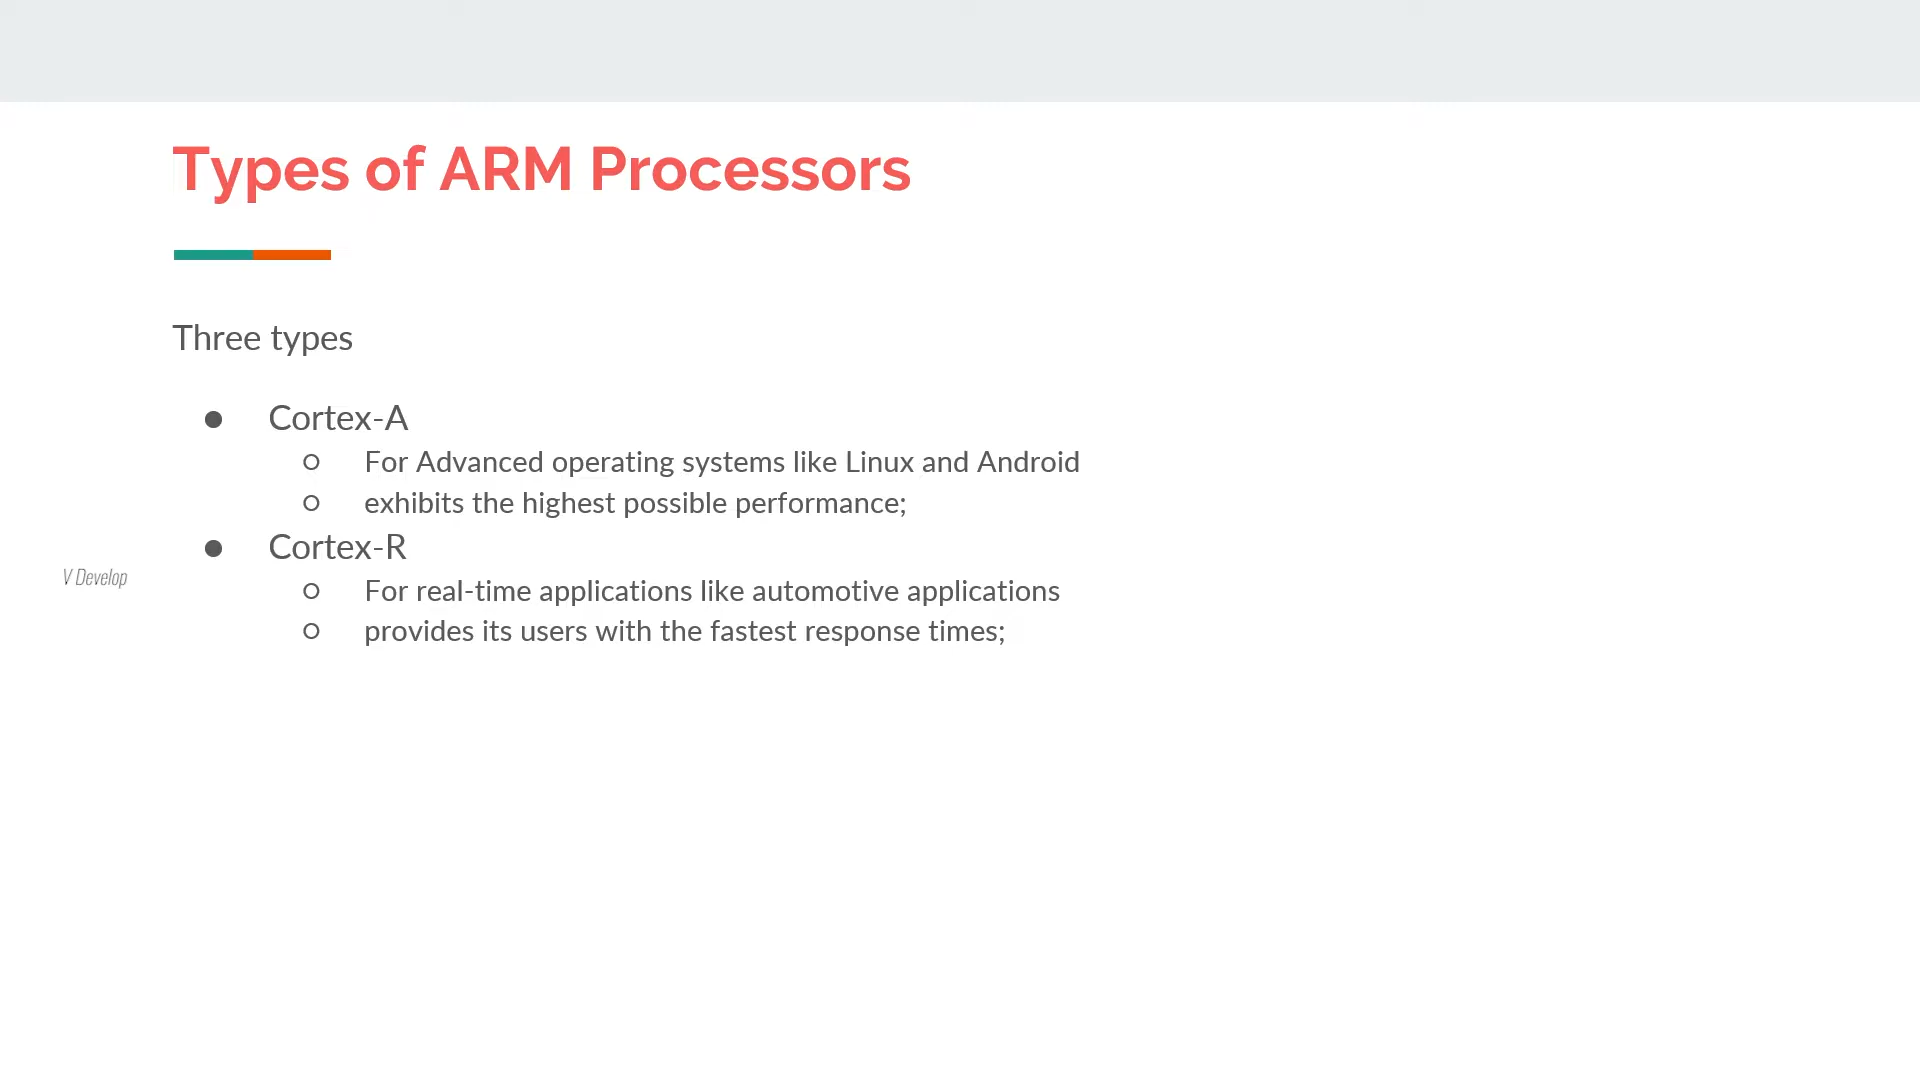 Types of ARM Processors
Three types
● Cortex-A
○ For Advanced operating systems like Linux and Android
○ exhibits the highest possible performance;
● Cortex-R
○ For real-time applications like automotive applications
○ provides its users with the fastest response times;
V Develop